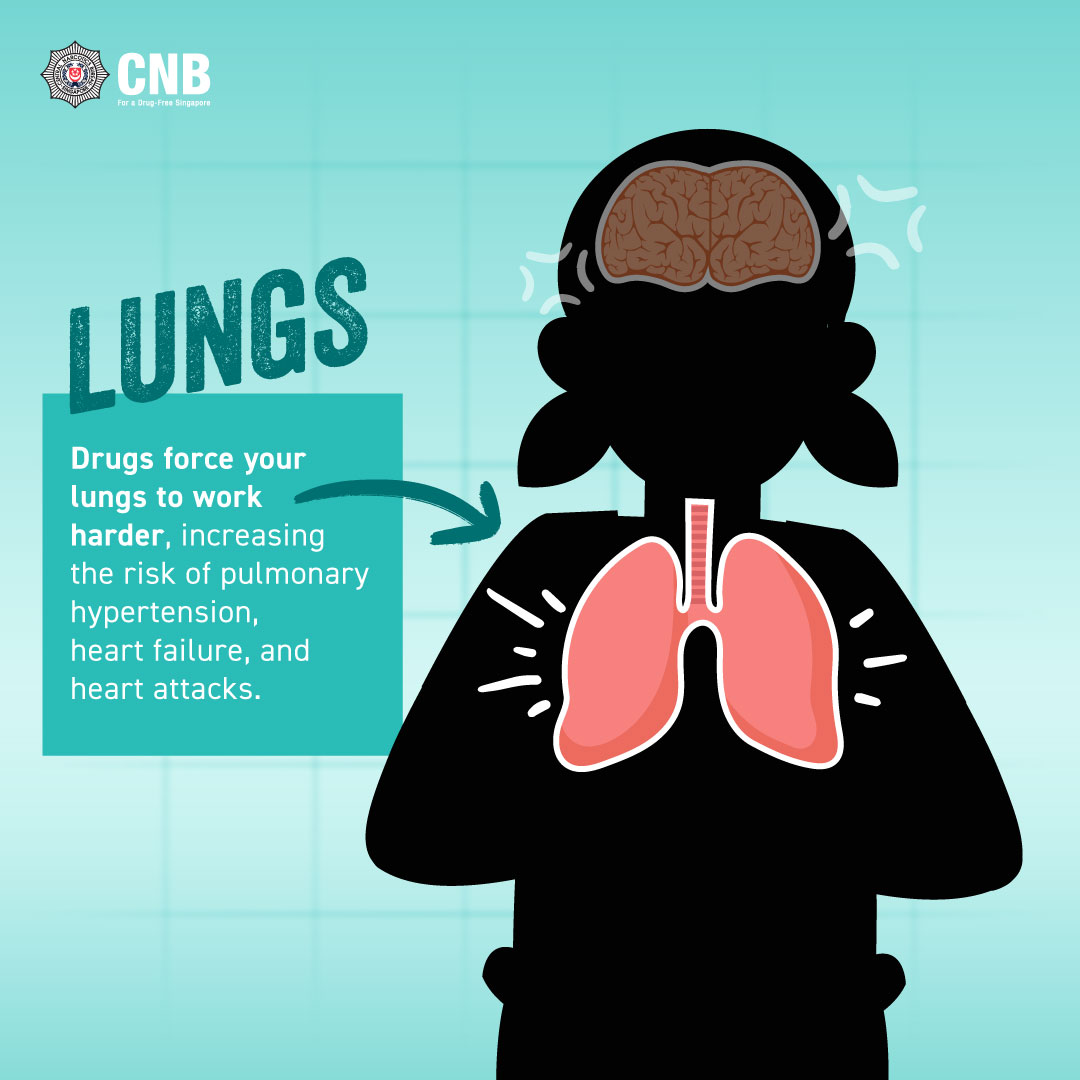 CNB
For a Drug-Free Singapore
LUNGS
Drugs force your
lungs to work
harder, increasing
the risk of pulmonary
hypertension,
heart failure, and
heart attacks.